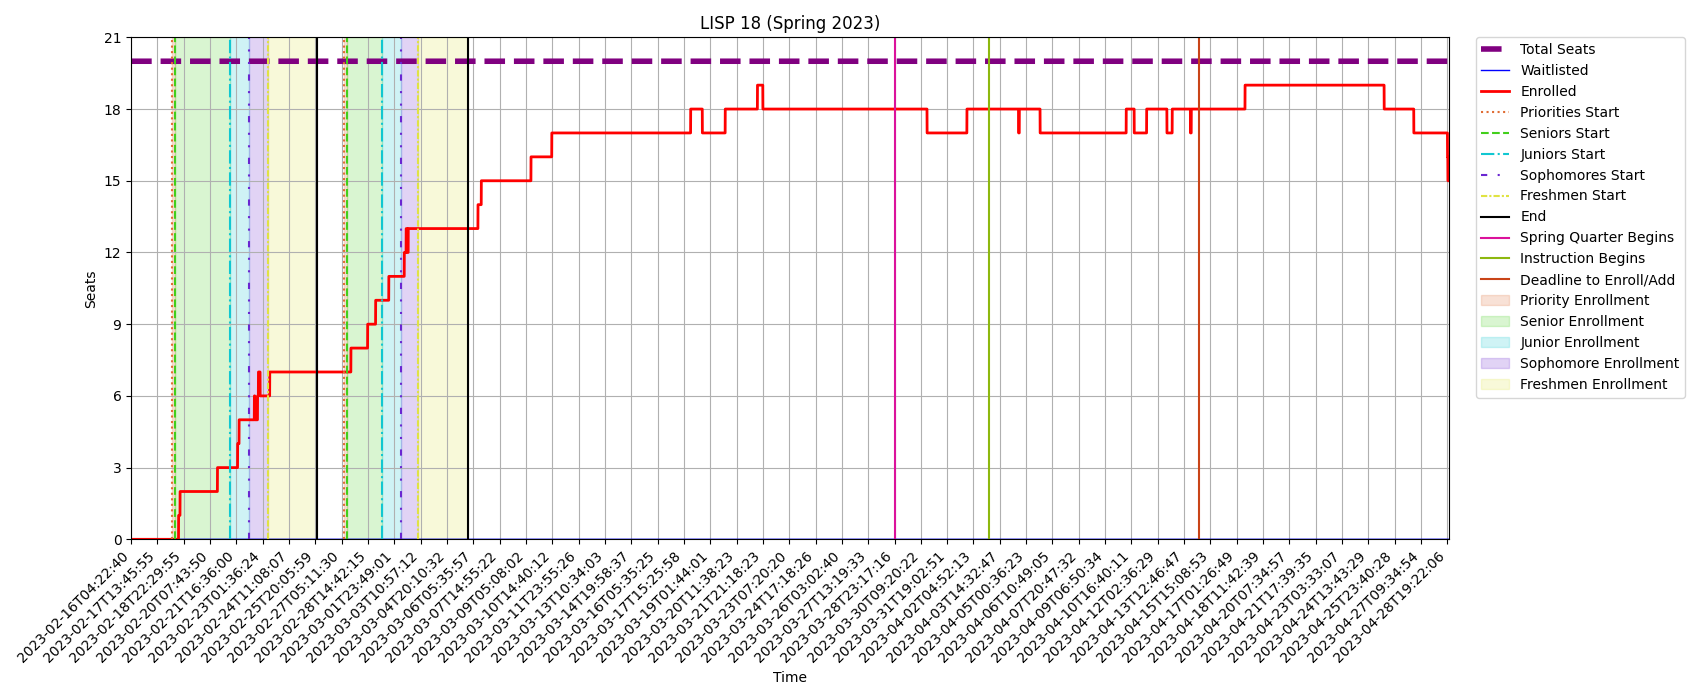 LISP 18 (Spring 2023)
21
18
15
12
9
6
3
0
Seats
2023-02-16T04:22:40
2023-02-17T13:45:55
2023-02-18T22:29:55
2023-02-20T07:43:50
2023-02-21T16:36:00
2023-02-23T01:36:24
2023-02-24T11:08:07
2023-02-25T20:05:59
2023-02-27T05:11:30
2023-02-28T14:42:15
2023-03-01T23:49:01
2023-03-03T10:57:12
2023-03-04T20:10:32
2023-03-06T05:35:57
2023-03-07T14:55:22
2023-03-09T05:08:02
2023-03-10T14:40:12
2023-03-11T23:55:26
2023-03-13T10:34:03
2023-03-14T19:58:37
2023-03-16T05:35:25
2023-03-17T15:25:58
2023-03-19T01:44:01
2023-03-20T11:38:23
2023-03-21T21:18:23
2023-03-23T07:20:20
2023-03-24T17:18:26
2023-03-26T03:02:40
2023-03-27T13:19:33
2023-03-28T23:17:16
2023-03-30T09:20:22
2023-03-31T19:02:51
2023-04-02T04:52:13
2023-04-03T14:32:47
2023-04-05T00:36:23
2023-04-06T10:49:05
2023-04-07T20:47:32
2023-04-09T06:50:34
2023-04-10T16:40:11
2023-04-12T02:36:29
2023-04-13T12:46:47
2023-04-15T15:08:53
2023-04-17T01:26:49
2023-04-18T11:42:39
2023-04-20T07:34:57
2023-04-21T17:39:35
2023-04-23T03:33:07
2023-04-24T13:43:29
2023-04-25T23:40:28
2023-04-27T09:34:54
2023-04-28T19:22:06
Time
Total Seats
Waitlisted
Enrolled
Priorities Start
Seniors Start
Juniors Start
Sophomores Start
Freshmen Start
End
Spring Quarter Begins
Instruction Begins
Deadline to Enroll/Add
Priority Enrollment
Senior Enrollment
Junior Enrollment
Sophomore Enrollment
Freshmen Enrollment